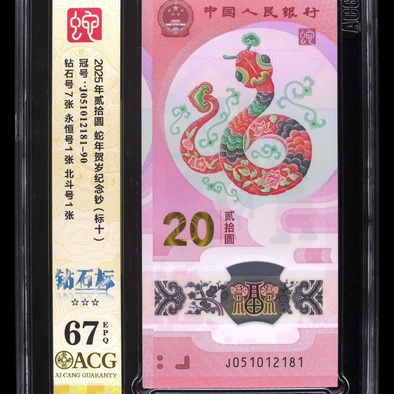 蛇
2025年贰拾圆 蛇年贺岁纪念钞（标十）
冠号：J051012181-90
钻石号7张 永恒号1张 北斗号1张
钻石标
☆☆☆
67 EPQ
ACG
AI CANG GUARANTY
中国人民银行
20
贰拾圆
福
J051012181